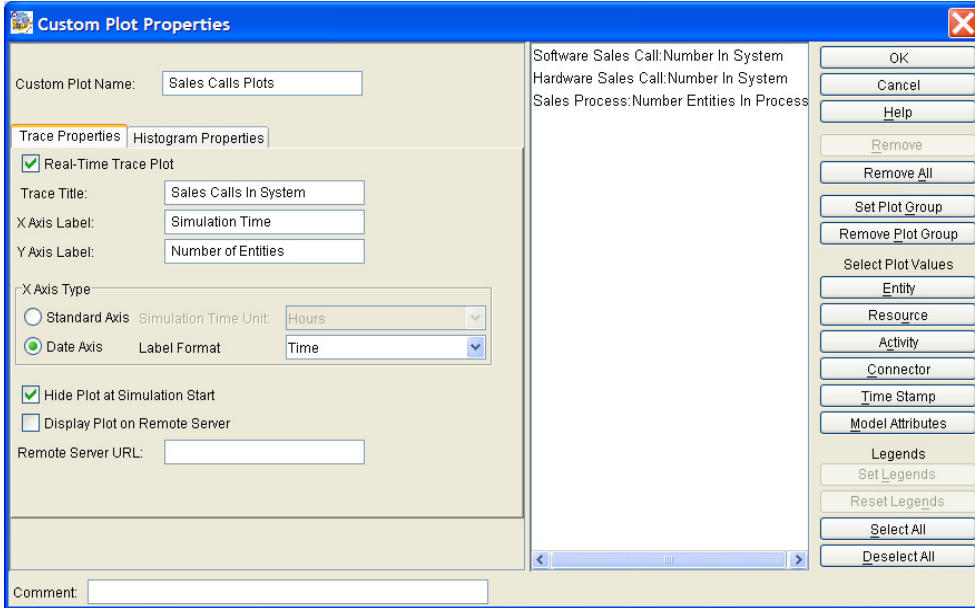 Custom Plot Properties
Custom Plot Name: Sales Calls Plots
Trace Properties Histogram Properties
Real-Time Trace Plot
Trace Title: Sales Calls In System
X Axis Label: Simulation Time
Y Axis Label: Number of Entities
X Axis Type
Standard Axis Simulation Time Unit: Hours
Date Axis Label Format Time
Hide Plot at Simulation Start
Display Plot on Remote Server
Remote Server URL:
Software Sales Call:Number In System
Hardware Sales Call:Number In System
Sales Process:Number Entities In Process
OK
Cancel
Help
Remove
Remove All
Set Plot Group
Remove Plot Group
Select Plot Values
Entity
Resource
Activity
Connector
Time Stamp
Model Attributes
Legends
Set Legends
Reset Legends
Select All
Deselect All
Comment: